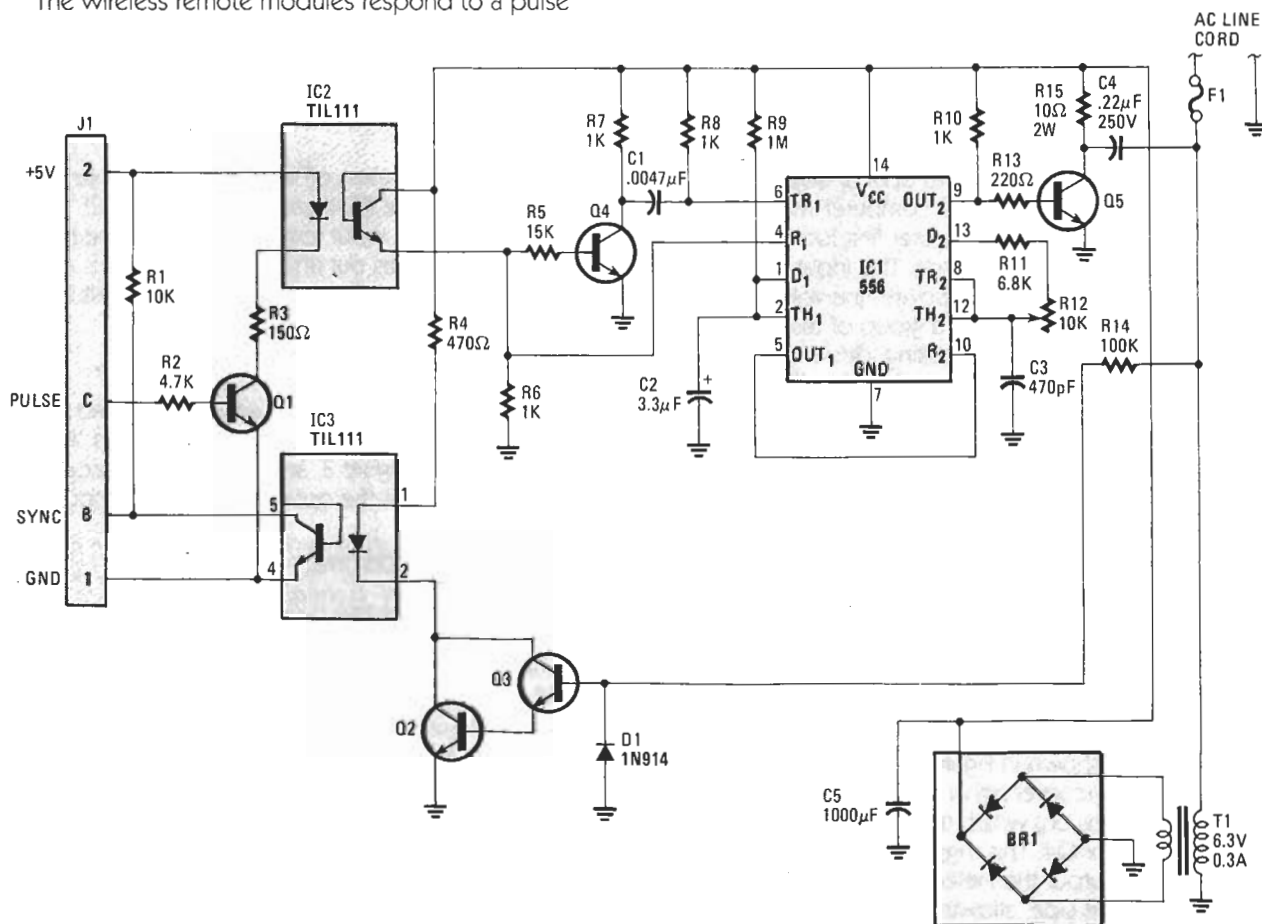 The wireless remote modules respond to a pulse
AC LINE
CORD
F1
J1
+5V
2
PULSE
C
SYNC
B
GND
1
IC2
TIL111
R1
10K
R2
4.7K
R3
150Ω
Q1
IC3
TIL111
5
4
1
2
R4
470Ω
R5
15K
R6
1K
R7
1K
C1
.0047μF
Q4
R8
1K
R9
1M
C2
3.3μF
+
14
VCC
6
TR1
4
R1
1
D1
2
TH1
5
OUT1
IC1
556
GND
7
OUT2
9
D2
13
TR2
8
TH2
12
R2
10
R10
1K
R13
220Ω
R11
6.8K
R12
10K
C3
470pF
R15
10Ω
2W
C4
.22μF
250V
Q5
R14
100K
Q3
Q2
D1
1N914
C5
1000μF
BR1
T1
6.3V
0.3A